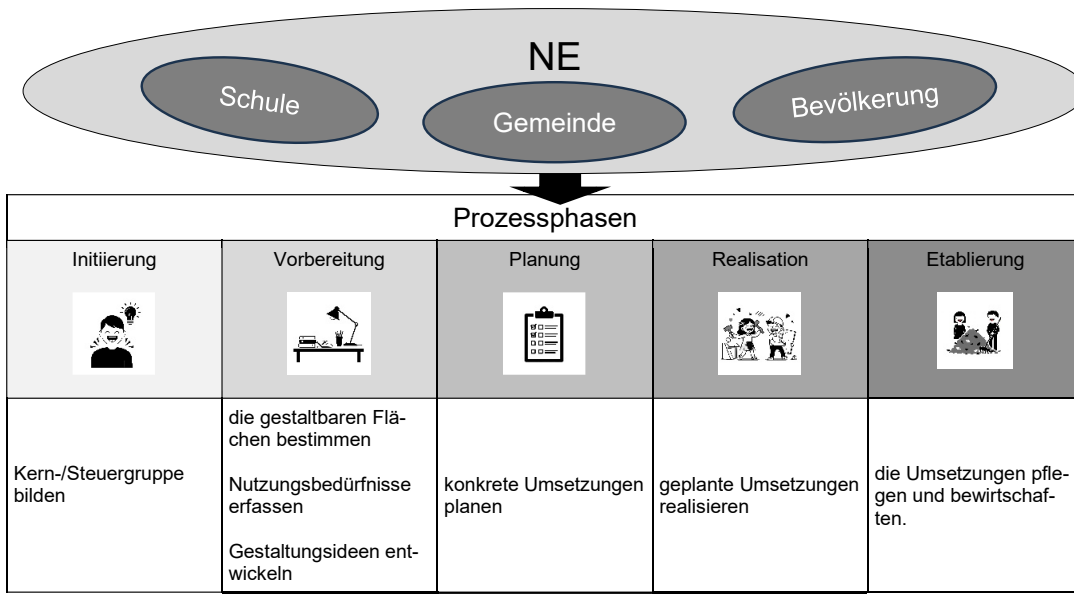 NE
Schule
Gemeinde
Bevölkerung
Prozessphasen
Initiierung
Vorbereitung
Planung
Realisation
Etablierung
Kern-/Steuergruppe
bilden
die gestaltbaren Flä-
chen bestimmen
Nutzungsbedürfnisse
erfassen
Gestaltungsideen ent-
wickeln
konkrete Umsetzungen
planen
geplante Umsetzungen
realisieren
die Umsetzungen pfle-
gen und bewirtschaf-
ten.